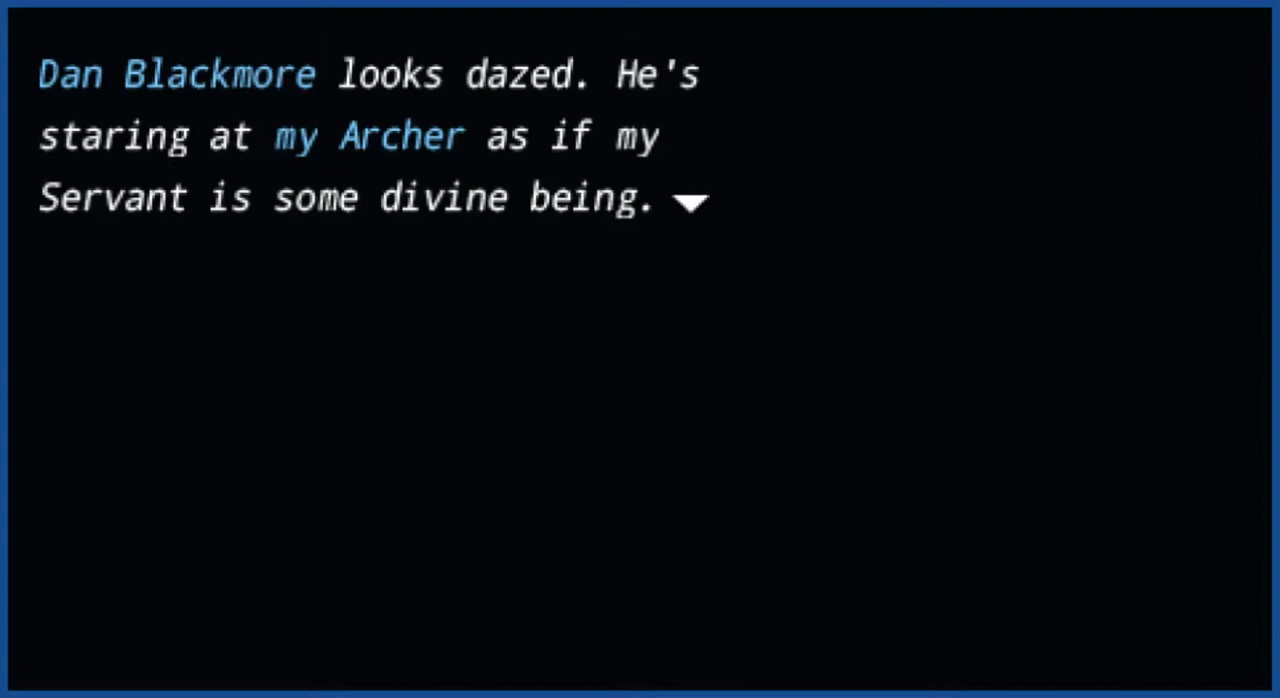 Dan Blackmore looks dazed. He's
staring at my Archer as if my
Servant is some divine being.